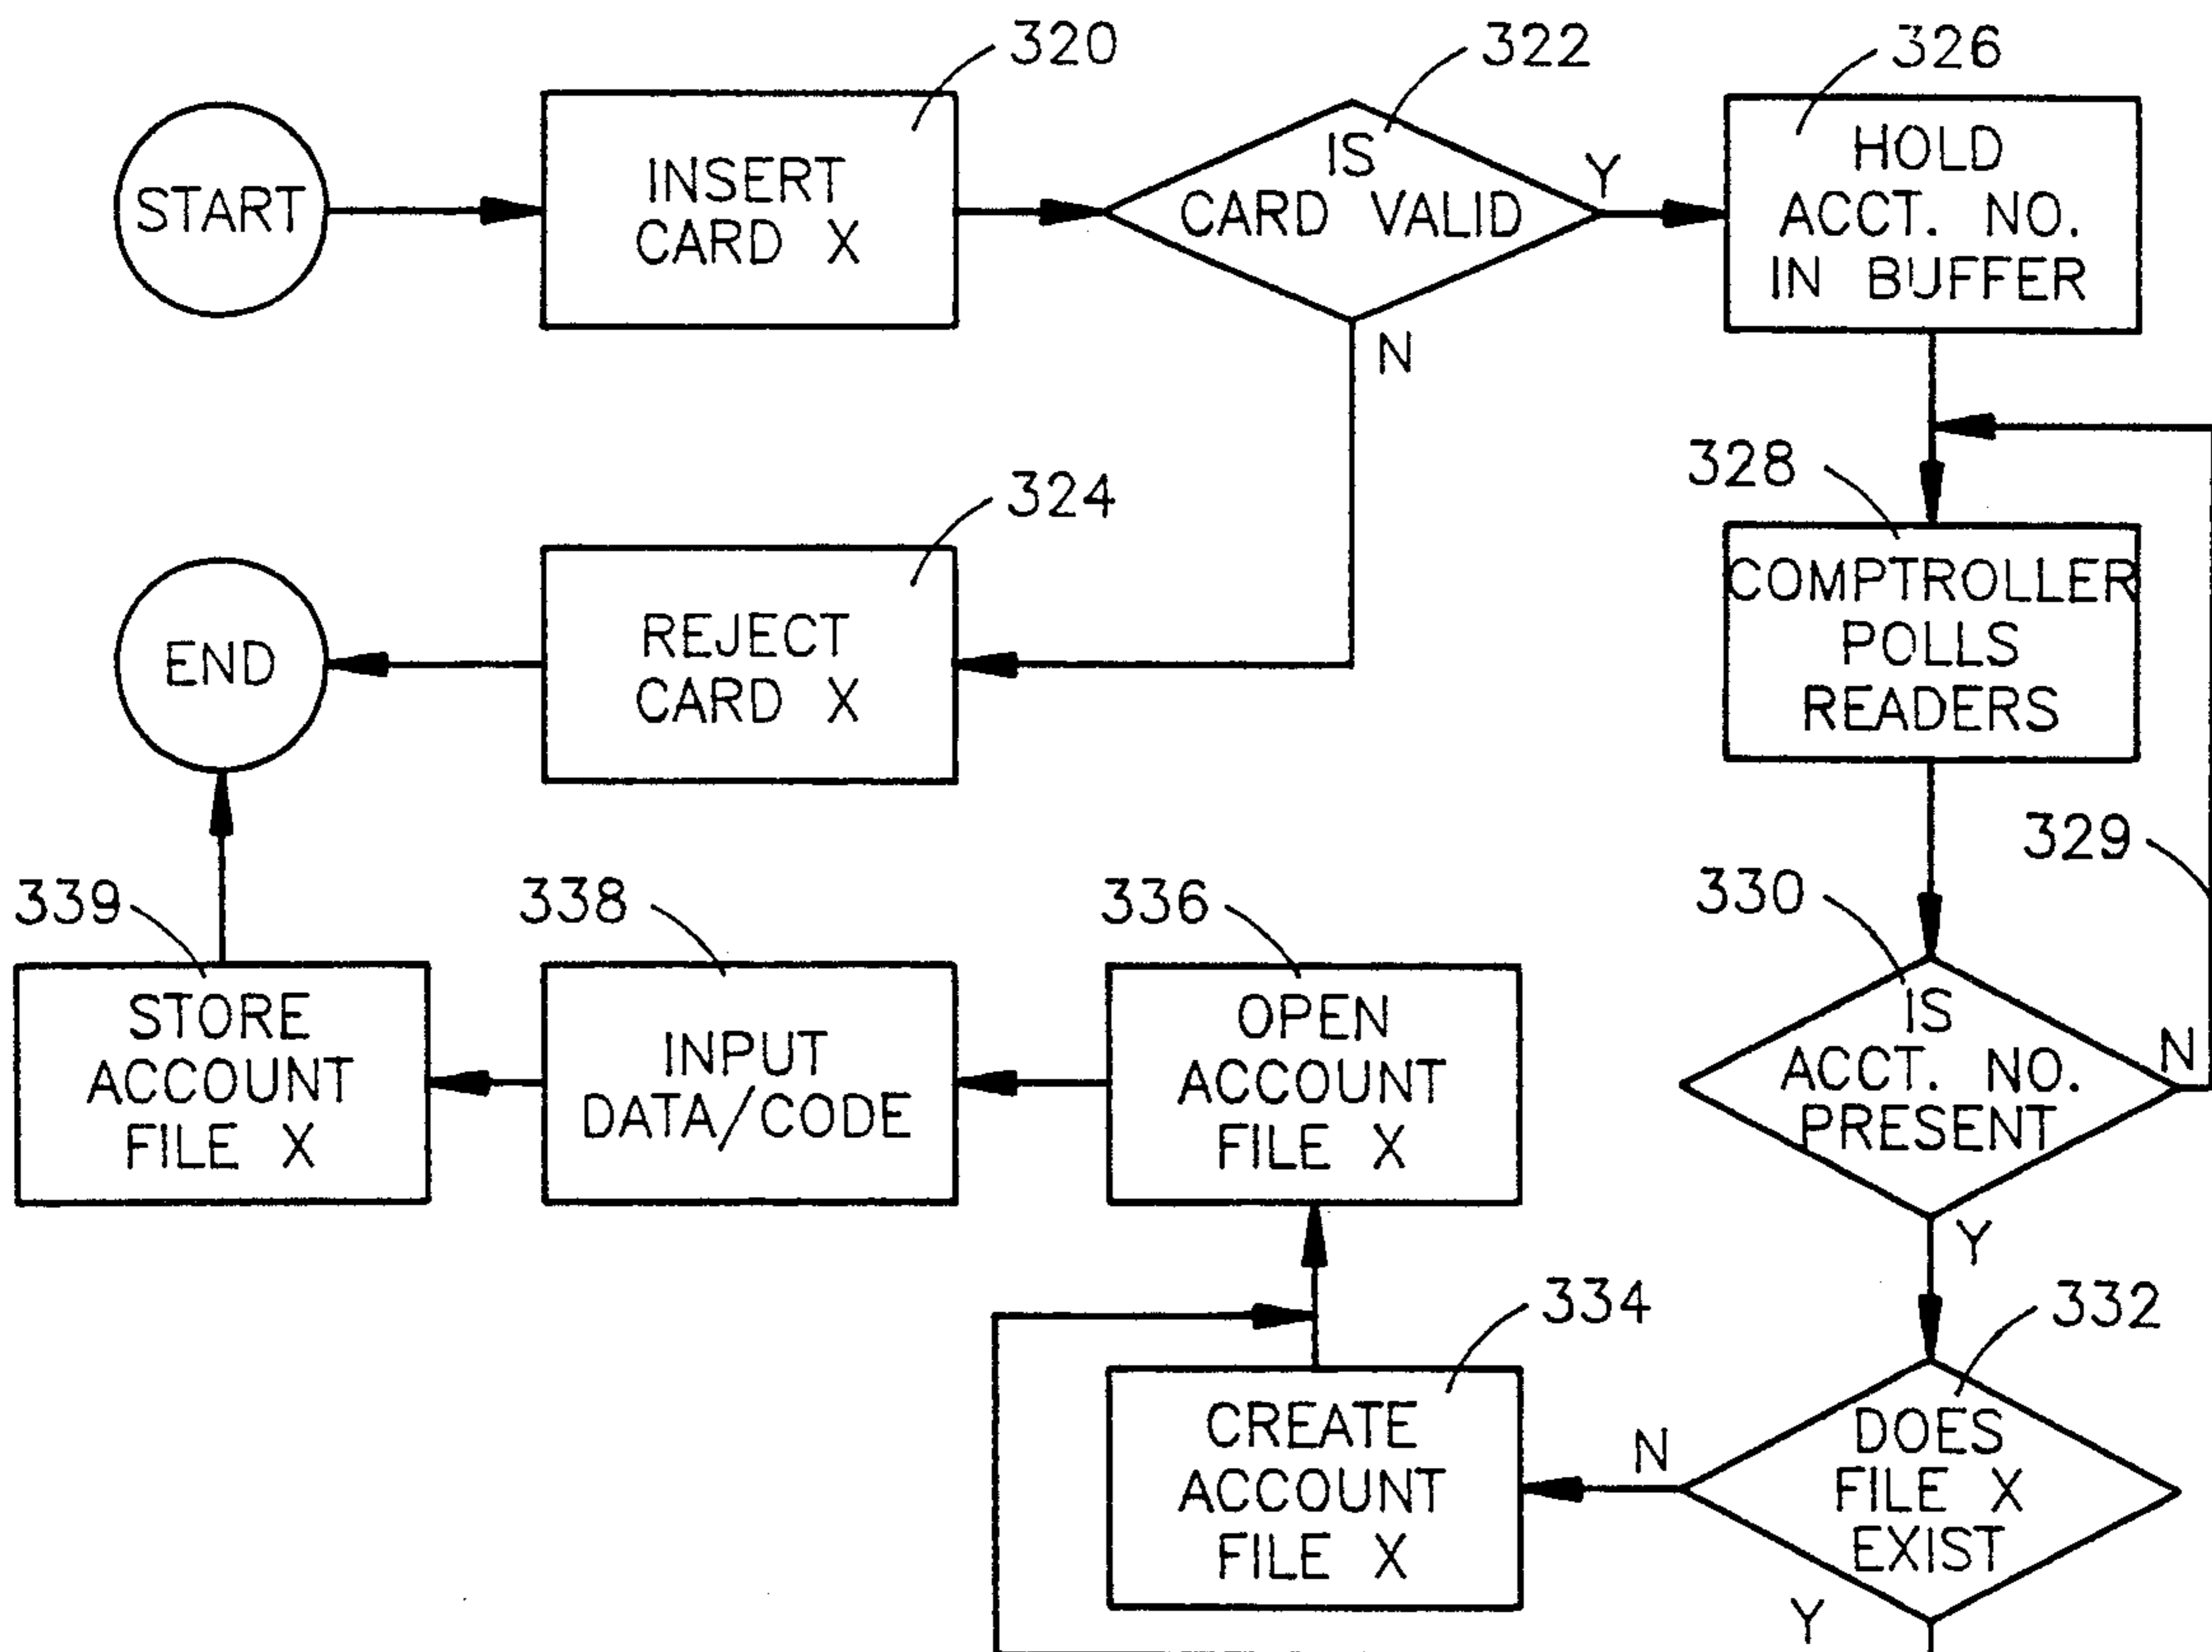 320
322
326
START
INSERT
CARD X
IS
CARD VALID
Y
N
HOLD
ACCT. NO.
IN BUFFER
324
REJECT
CARD X
END
328
COMPTROLLER
POLLS
READERS
329
330
IS
ACCT. NO.
PRESENT
N
Y
339
STORE
ACCOUNT
FILE X
338
INPUT
DATA/CODE
336
OPEN
ACCOUNT
FILE X
334
CREATE
ACCOUNT
FILE X
332
DOES
FILE X
EXIST
N
Y